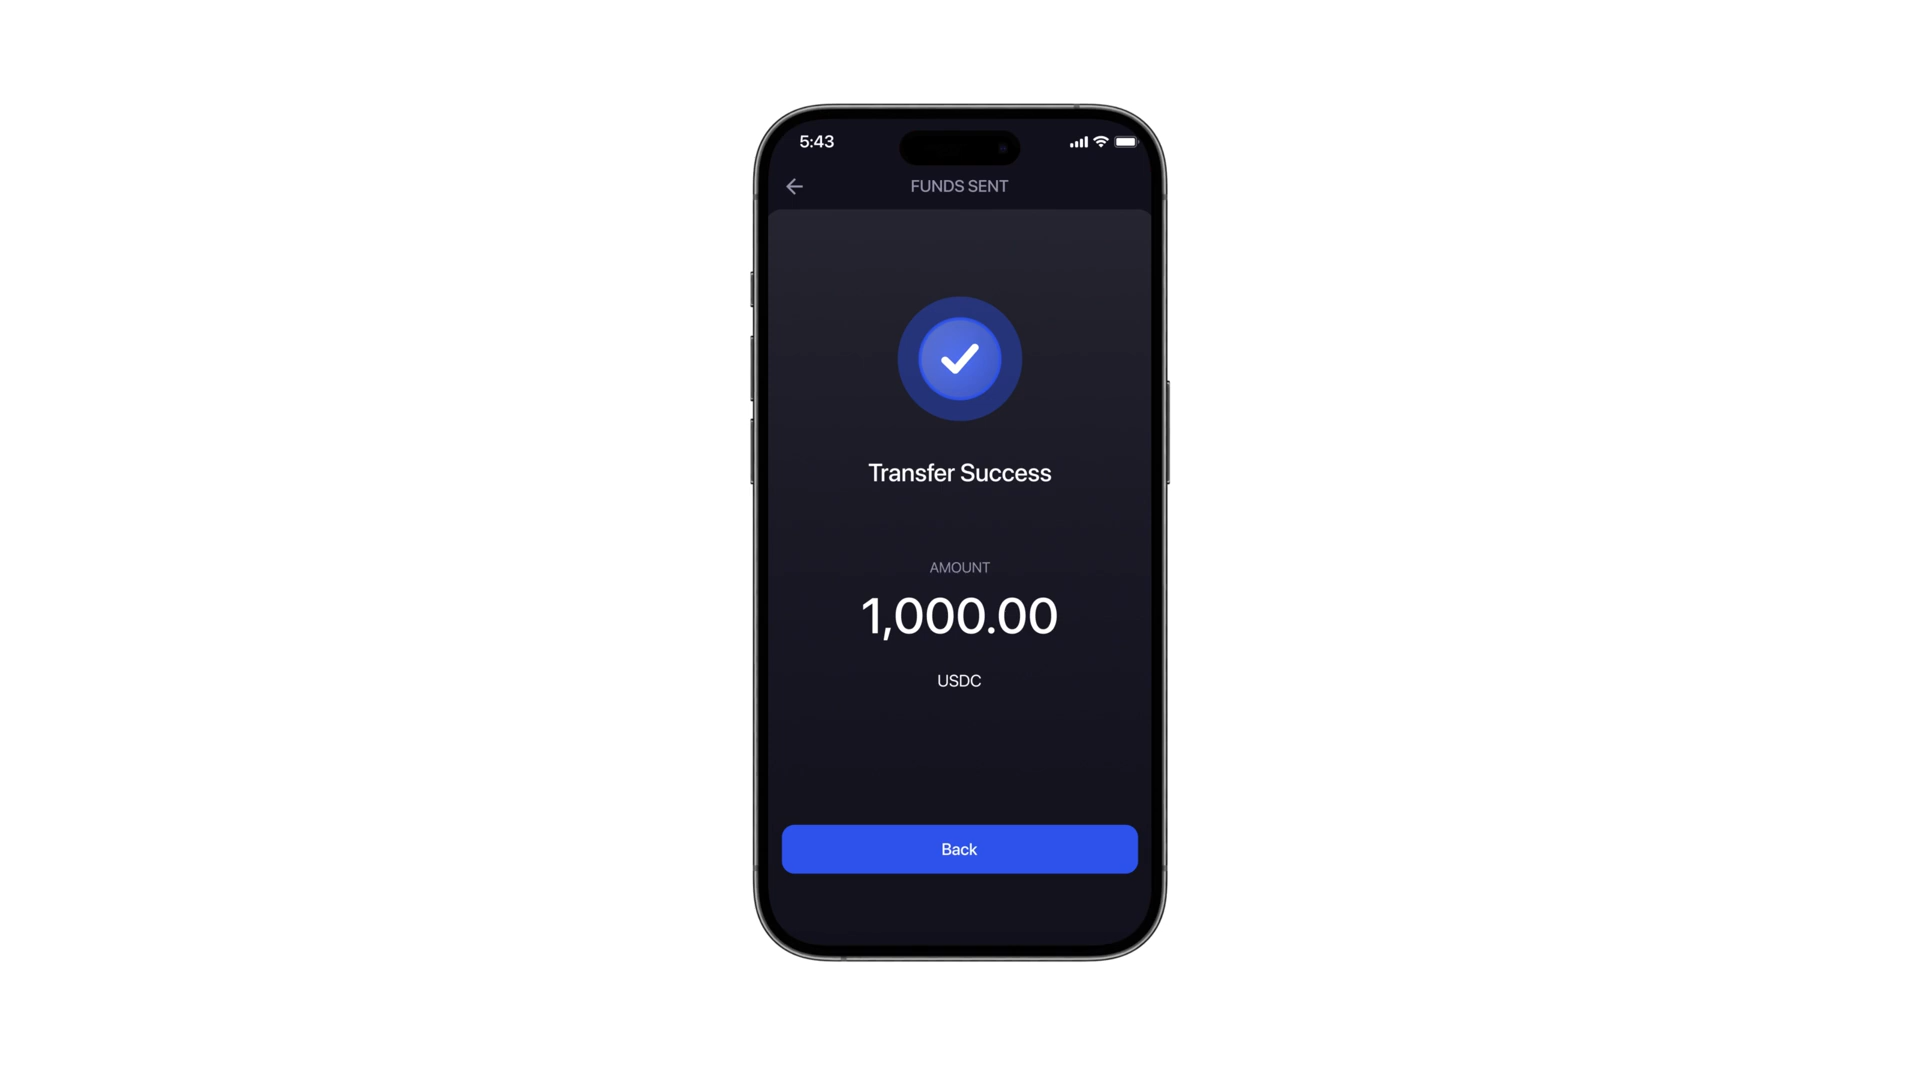 5:43
FUNDS SENT
Transfer Success
AMOUNT
1,000.00
USDC
Back